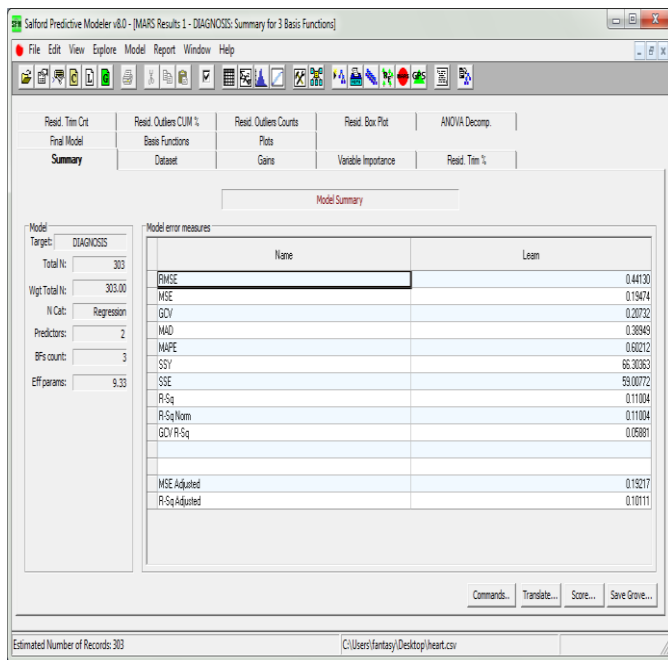 Salford Predictive Modeler v8.0 - [MARS Results 1 - DIAGNOSIS: Summary for 3 Basis Functions]
File Edit View Explore Model Report Window Help
Resid. Trim Cnt Resid. Outliers CUM % Resid. Outliers Counts Resid. Box Plot ANOVA Decomp.
Final Model Basis Functions Plots
Summary Dataset Gains Variable Importance Resid. Trim %
Model Summary
Model
Target: DIAGNOSIS
Total N: 303
Wgt Total N: 303.00
N Cat: Regression
Predictors: 2
BFs count: 3
Eff params: 9.33
Model error measures
Name Learn
RMSE 0.44130
MSE 0.19474
GCV 0.20732
MAD 0.38949
MAPE 0.60212
SSY 66.30363
SSE 59.00772
R-Sq 0.11004
R-Sq Norm 0.11004
GCV R-Sq 0.05881
MSE Adjusted 0.19217
R-Sq Adjusted 0.10111
Commands... Translate... Score... Save Grove...
Estimated Number of Records: 303 C:\Users\fantasy\Desktop\heart.csv